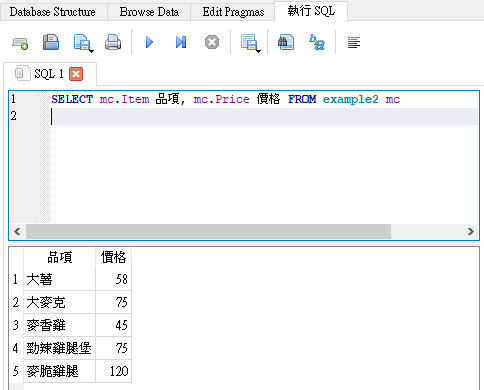 Database Structure Browse Data Edit Pragmas 執行 SQL
SQL 1
1 SELECT mc.Item 品項, mc.Price 價格 FROM example2 mc
2
品項 價格
1 大薯 58
2 大麥克 75
3 麥香雞 45
4 勁辣雞腿堡 75
5 麥脆雞腿 120